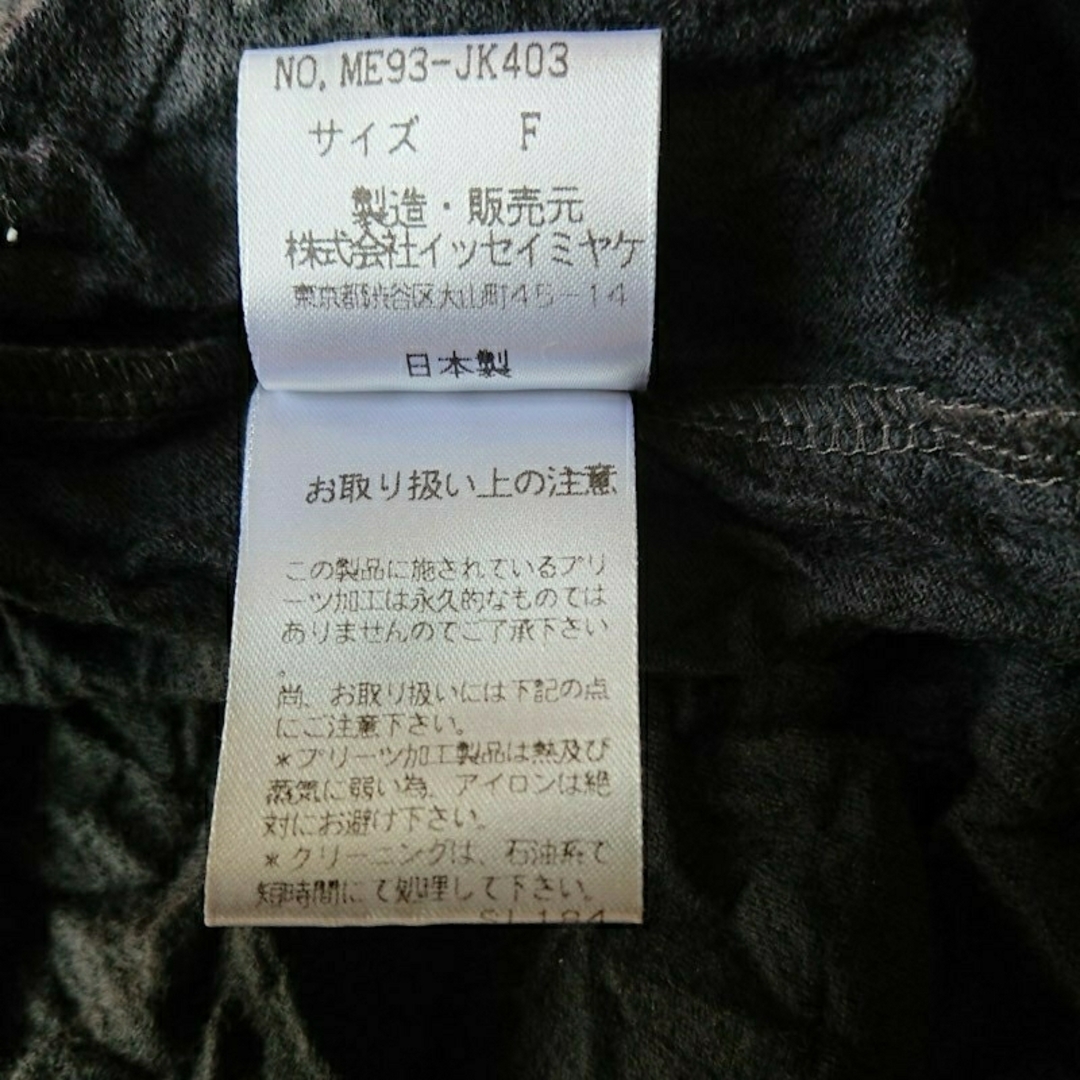 NO. ME93-JK403
サイズ F
製造・販売元
株式会社イッセイミヤケ
東京都渋谷区大山町45-14
日本製
お取り扱い上の注意
この製品に施されているプリ
ーツ加工は永久的なものでは
ありませんのでご了承下さい
。
尚、お取り扱いには下記の点
にご注意下さい。
*プリーツ加工製品は熱及び
蒸気に弱い為、アイロンは絶
対にお避け下さい。
*クリーニングは、石油系で
短時間にて処理して下さい。